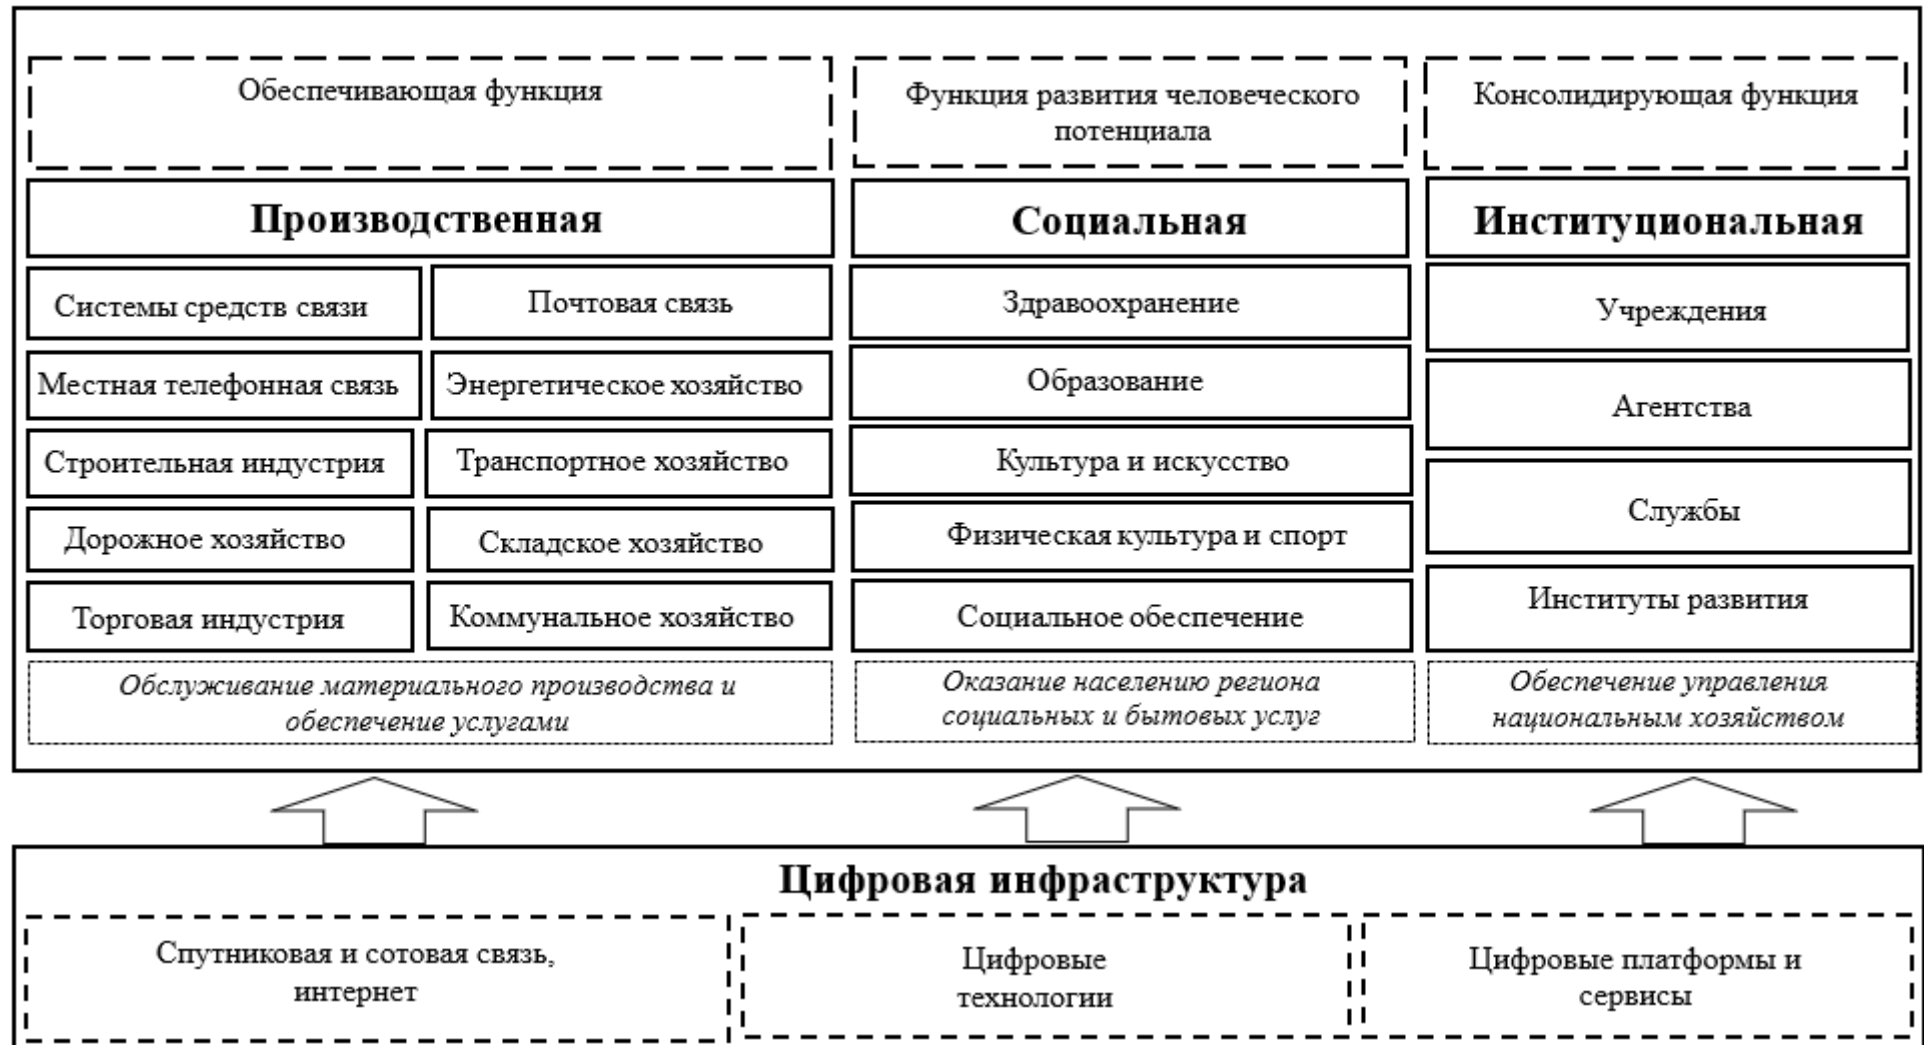 Обеспечивающая функция
Функция развития человеческого
потенциала
Консолидирующая функция
Производственная
Социальная
Институциональная
Системы средств связи
Почтовая связь
Здравоохранение
Учреждения
Местная телефонная связь
Энергетическое хозяйство
Образование
Агентства
Строительная индустрия
Транспортное хозяйство
Культура и искусство
Службы
Дорожное хозяйство
Складское хозяйство
Физическая культура и спорт
Институты развития
Торговая индустрия
Коммунальное хозяйство
Социальное обеспечение
Обслуживание материального производства и
обеспечение услугами
Оказание населению региона
социальных и бытовых услуг
Обеспечение управления
национальным хозяйством
Цифровая инфраструктура
Спутниковая и сотовая связь,
интернет
Цифровые
технологии
Цифровые платформы и
сервисы